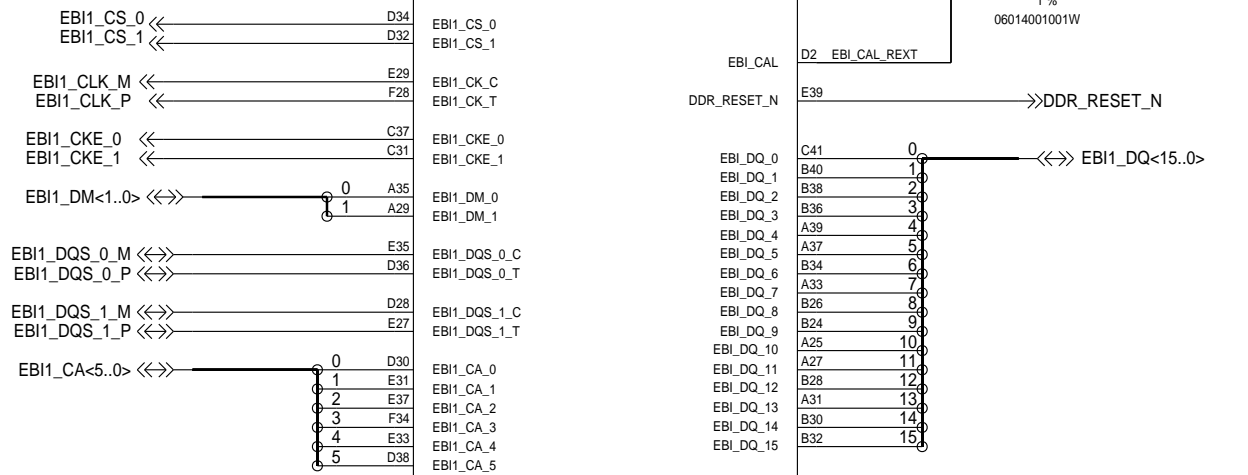 1 %
06014001001W
EBI1_CS_0 D34 EBI1_CS_0
EBI1_CS_1 D32 EBI1_CS_1
EBI_CAL D2 EBI_CAL_REXT
EBI1_CLK_M E29 EBI1_CK_C
EBI1_CLK_P F28 EBI1_CK_T
DDR_RESET_N E39 DDR_RESET_N
EBI1_CKE_0 C37 EBI1_CKE_0
EBI1_CKE_1 C31 EBI1_CKE_1
EBI1_DM<1..0> 0 A35 EBI1_DM_0
1 A29 EBI1_DM_1
EBI1_DQS_0_M E35 EBI1_DQS_0_C
EBI1_DQS_0_P D36 EBI1_DQS_0_T
EBI1_DQS_1_M D28 EBI1_DQS_1_C
EBI1_DQS_1_P E27 EBI1_DQS_1_T
EBI1_CA<5..0> 0 D30 EBI1_CA_0
1 E31 EBI1_CA_1
2 E37 EBI1_CA_2
3 F34 EBI1_CA_3
4 E33 EBI1_CA_4
5 D38 EBI1_CA_5
EBI_DQ_0 C41 0 EBI1_DQ<15..0>
EBI_DQ_1 B40 1
EBI_DQ_2 B38 2
EBI_DQ_3 B36 3
EBI_DQ_4 A39 4
EBI_DQ_5 A37 5
EBI_DQ_6 B34 6
EBI_DQ_7 A33 7
EBI_DQ_8 B26 8
EBI_DQ_9 B24 9
EBI_DQ_10 A25 10
EBI_DQ_11 A27 11
EBI_DQ_12 B28 12
EBI_DQ_13 A31 13
EBI_DQ_14 B30 14
EBI_DQ_15 B32 15